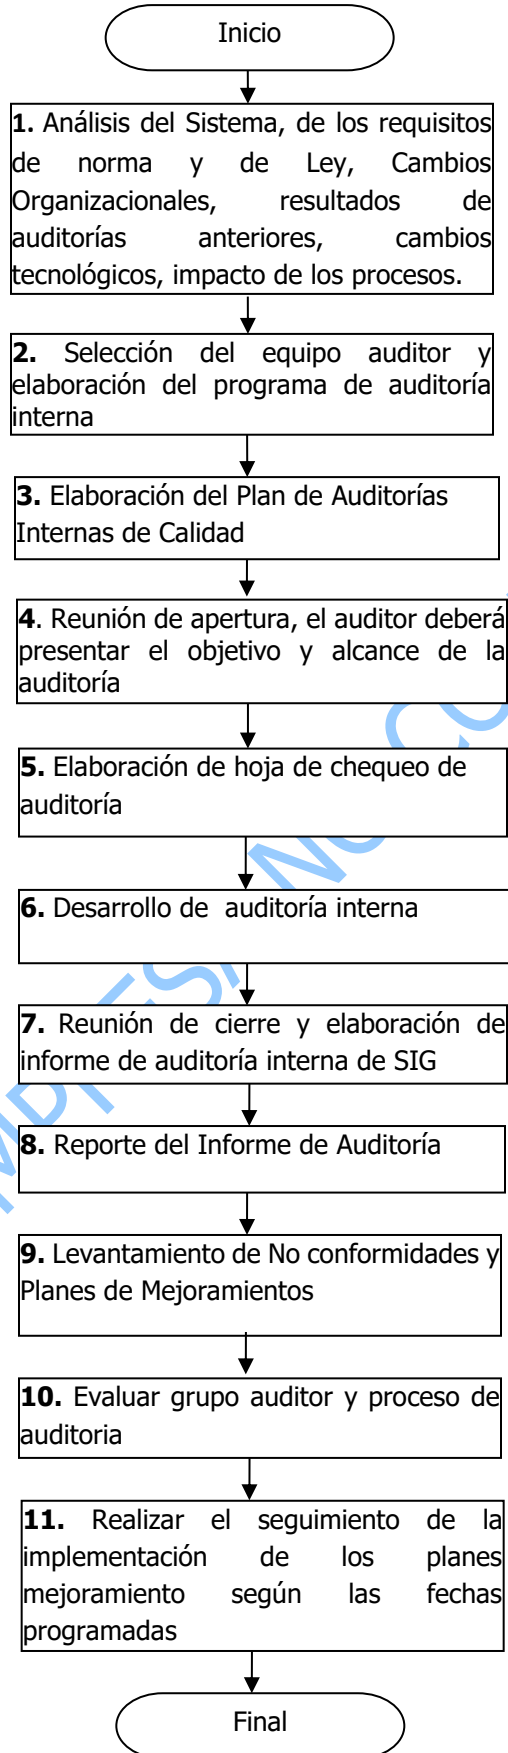 Inicio
1. Análisis del Sistema, de los requisitos
de norma y de Ley, Cambios
Organizacionales, resultados de
auditorías anteriores, cambios
tecnológicos, impacto de los procesos.
2. Selección del equipo auditor y
elaboración del programa de auditoría
interna
3. Elaboración del Plan de Auditorías
Internas de Calidad
4. Reunión de apertura, el auditor deberá
presentar el objetivo y alcance de la
auditoría
5. Elaboración de hoja de chequeo de
auditoría
6. Desarrollo de  auditoría interna
7. Reunión de cierre y elaboración de
informe de auditoría interna de SIG
8. Reporte del Informe de Auditoría
9. Levantamiento de No conformidades y
Planes de Mejoramientos
10. Evaluar grupo auditor y proceso de
auditoria
11. Realizar el seguimiento de la
implementación de los planes
mejoramiento según las fechas
programadas
Final